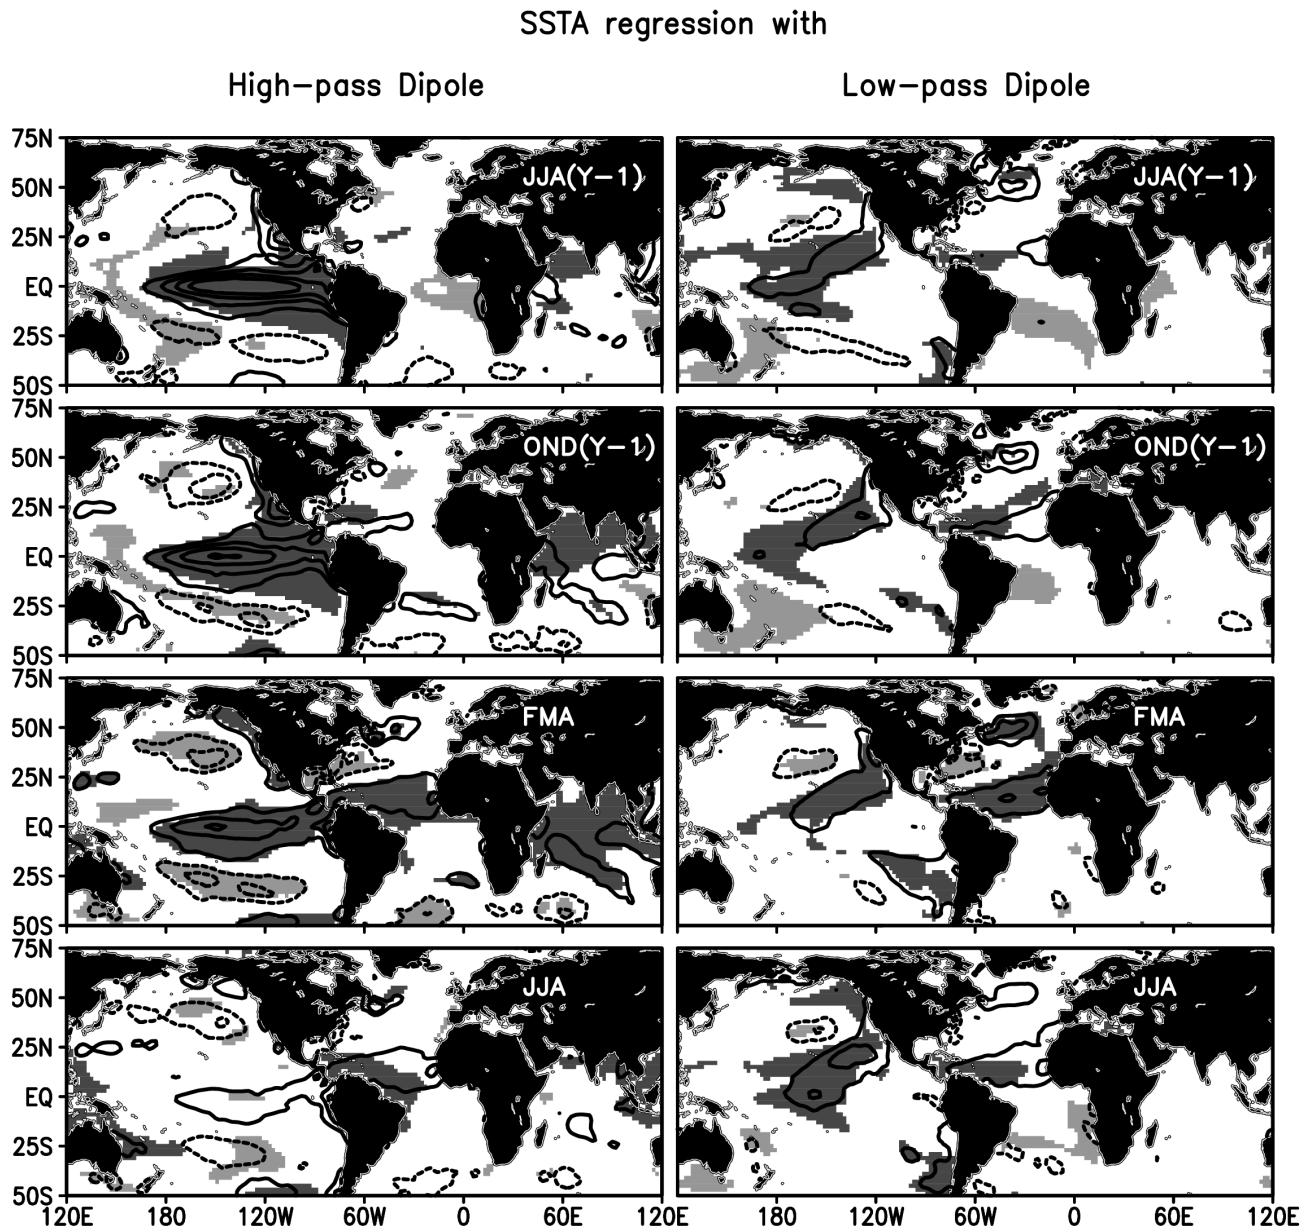 SSTA regression with
High-pass Dipole
Low-pass Dipole
75N
50N
25N
EQ
25S
50S
JJA(Y-1)
JJA(Y-1)
75N
50N
25N
EQ
25S
50S
OND(Y-1)
OND(Y-1)
75N
50N
25N
EQ
25S
50S
FMA
FMA
75N
50N
25N
EQ
25S
50S
JJA
JJA
120E 180 120W 60W 0 120E 180 120W 60W 0 60E 120E